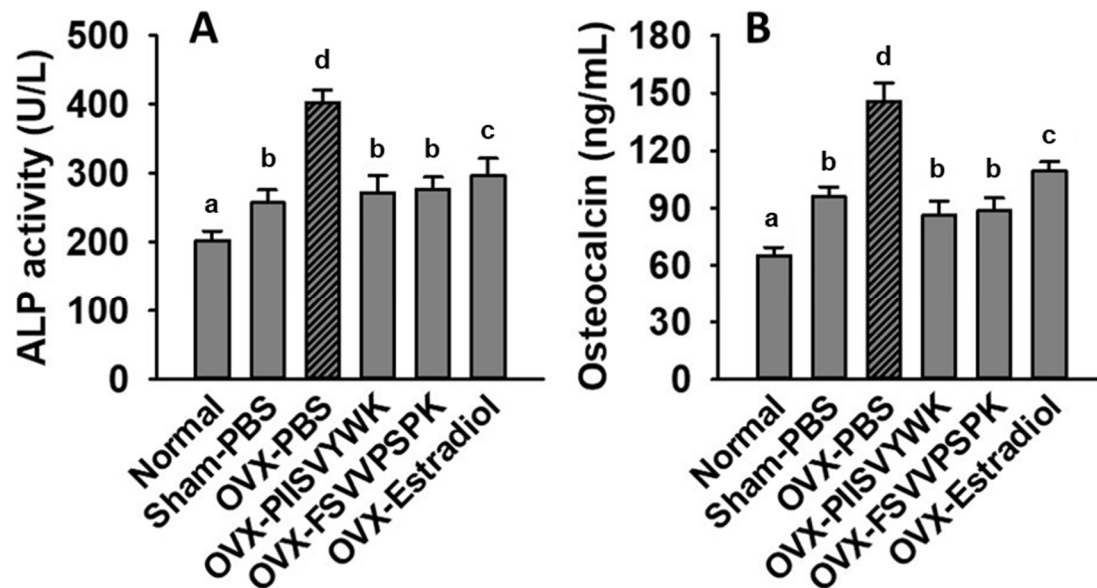 A
ALP activity (U/L)
500
400
300
200
100
0
a
b
d
b
b
c
Normal
Sham-PBS
OVX-PBS
OVX-PIISVYWK
OVX-FSVVPSPK
OVX-Estradiol
B
Osteocalcin (ng/mL)
180
150
120
90
60
30
0
a
b
d
b
b
c
Normal
Sham-PBS
OVX-PBS
OVX-PIISVYWK
OVX-FSVVPSPK
OVX-Estradiol